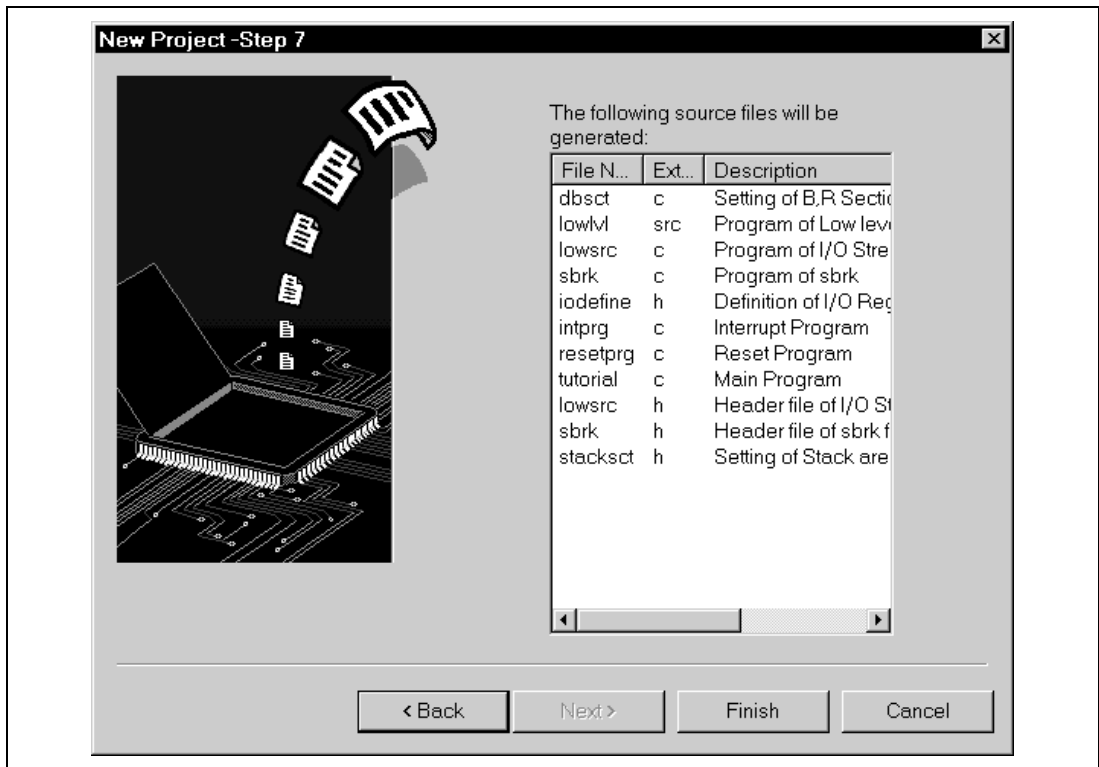 New Project -Step 7
The following source files will be
generated:
File N... Ext... Description
dbsct c Setting of B,R Sectio
lowlvl src Program of Low leve
lowsrc c Program of I/O Stre
sbrk c Program of sbrk
iodefine h Definition of I/O Reg
intprg c Interrupt Program
resetprg c Reset Program
tutorial c Main Program
lowsrc h Header file of I/O St
sbrk h Header file of sbrk f
stacksct h Setting of Stack are
< Back Next > Finish Cancel